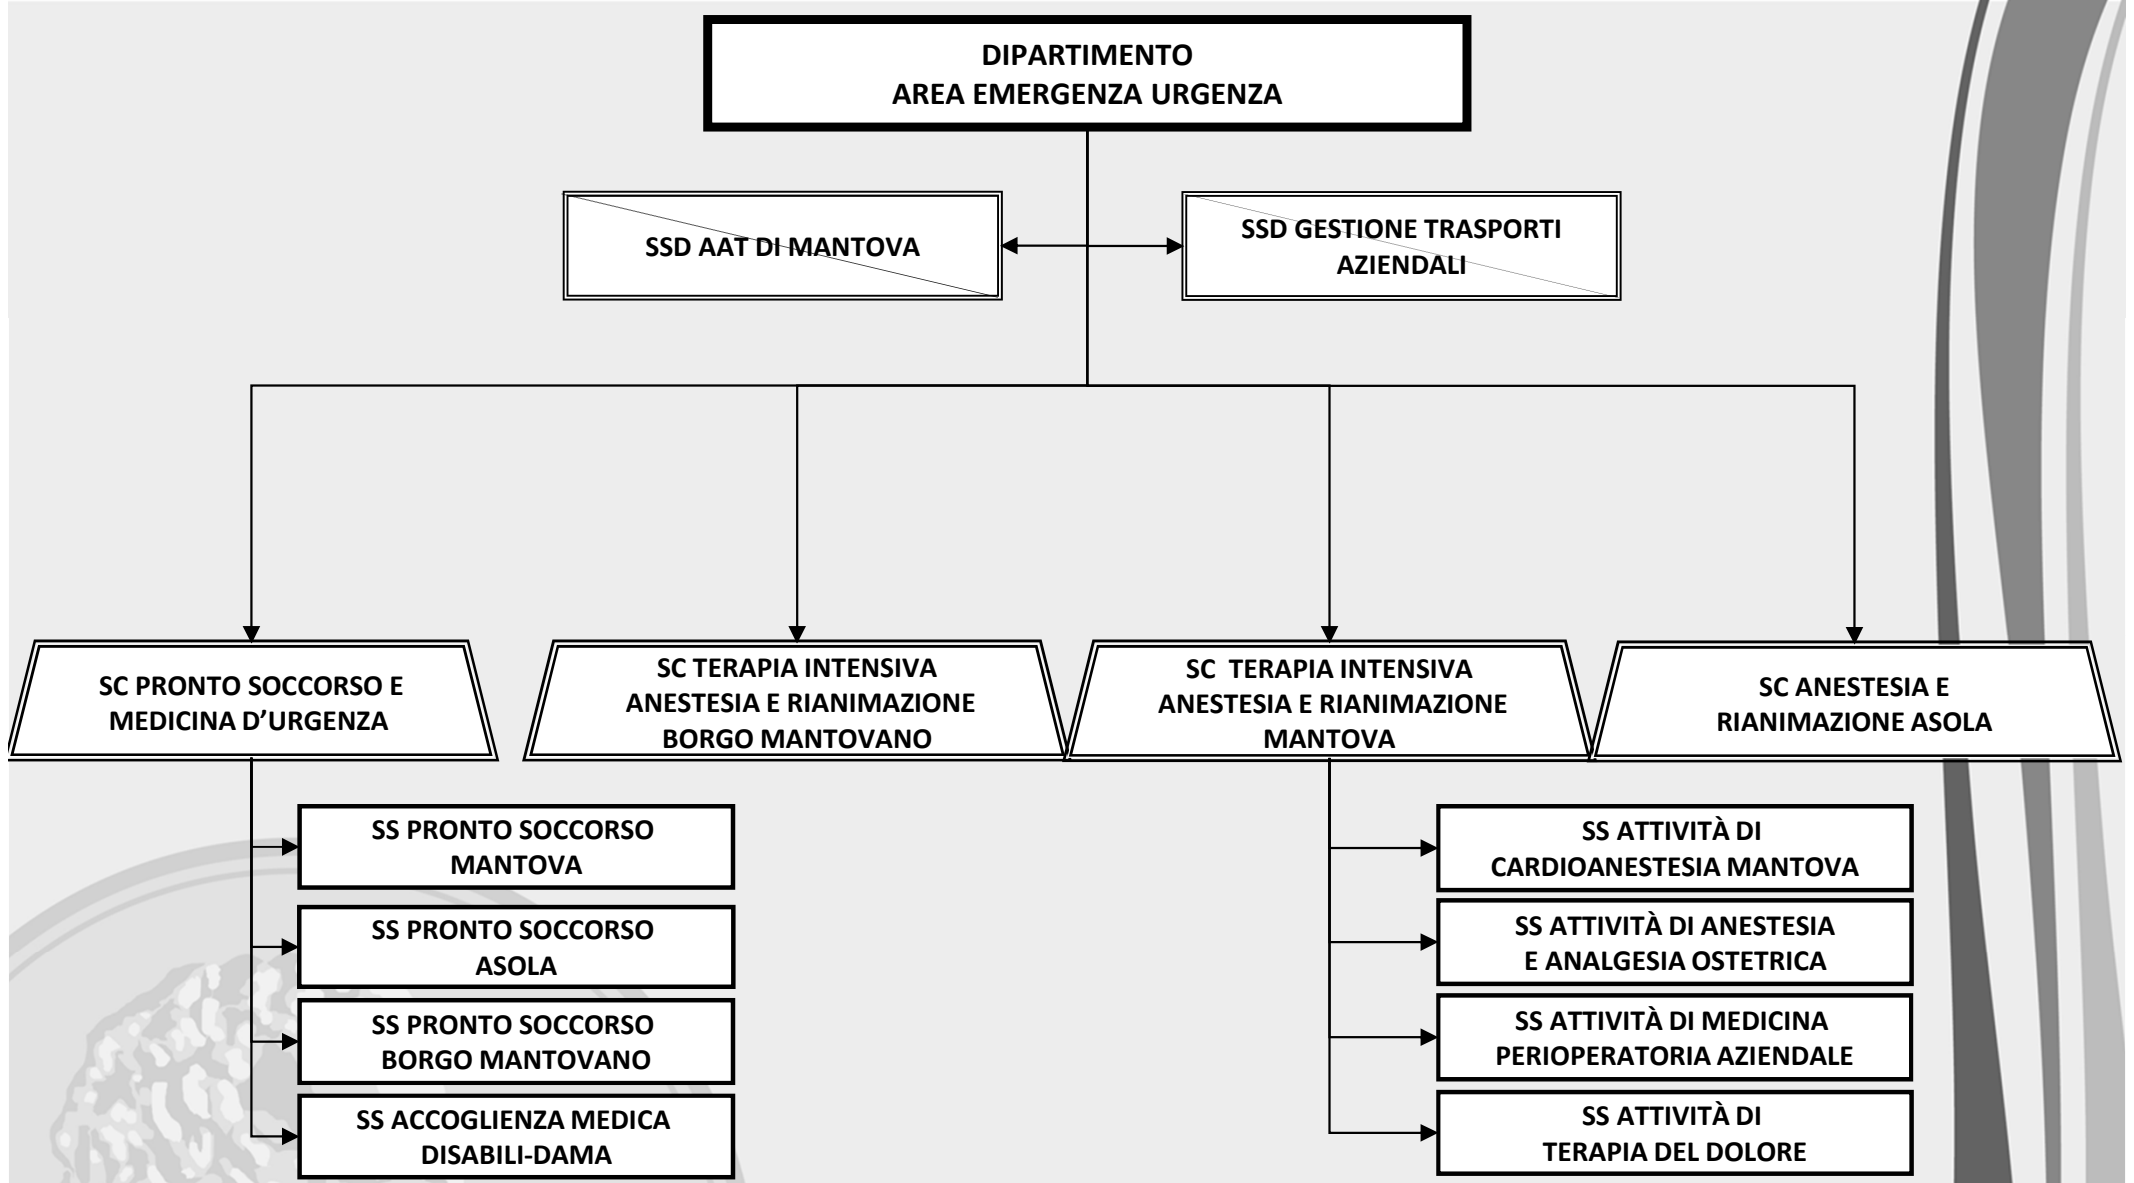 DIPARTIMENTO
AREA EMERGENZA URGENZA
SSD AAT DI MANTOVA
SSD GESTIONE TRASPORTI
AZIENDALI
SC PRONTO SOCCORSO E
MEDICINA D’URGENZA
SC TERAPIA INTENSIVA
ANESTESIA E RIANIMAZIONE
BORGO MANTOVANO
SC TERAPIA INTENSIVA
ANESTESIA E RIANIMAZIONE
MANTOVA
SC ANESTESIA E
RIANIMAZIONE ASOLA
SS PRONTO SOCCORSO
MANTOVA
SS PRONTO SOCCORSO
ASOLA
SS PRONTO SOCCORSO
BORGO MANTOVANO
SS ACCOGLIENZA MEDICA
DISABILI-DAMA
SS ATTIVITÀ DI
CARDIOANESTESIA MANTOVA
SS ATTIVITÀ DI ANESTESIA
E ANALGESIA OSTETRICA
SS ATTIVITÀ DI MEDICINA
PERIOPERATORIA AZIENDALE
SS ATTIVITÀ DI
TERAPIA DEL DOLORE